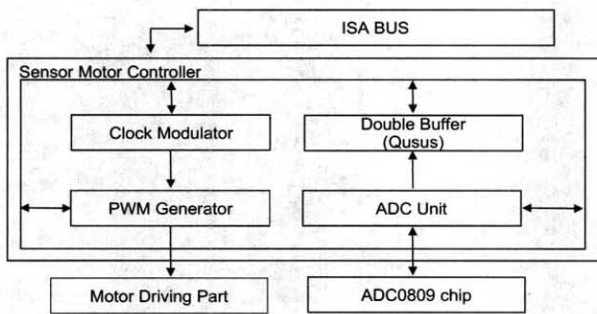 ISA BUS
Sensor Motor Controller
Clock Modulator
Double Buffer
(Qusus)
PWM Generator
ADC Unit
Motor Driving Part
ADC0809 chip